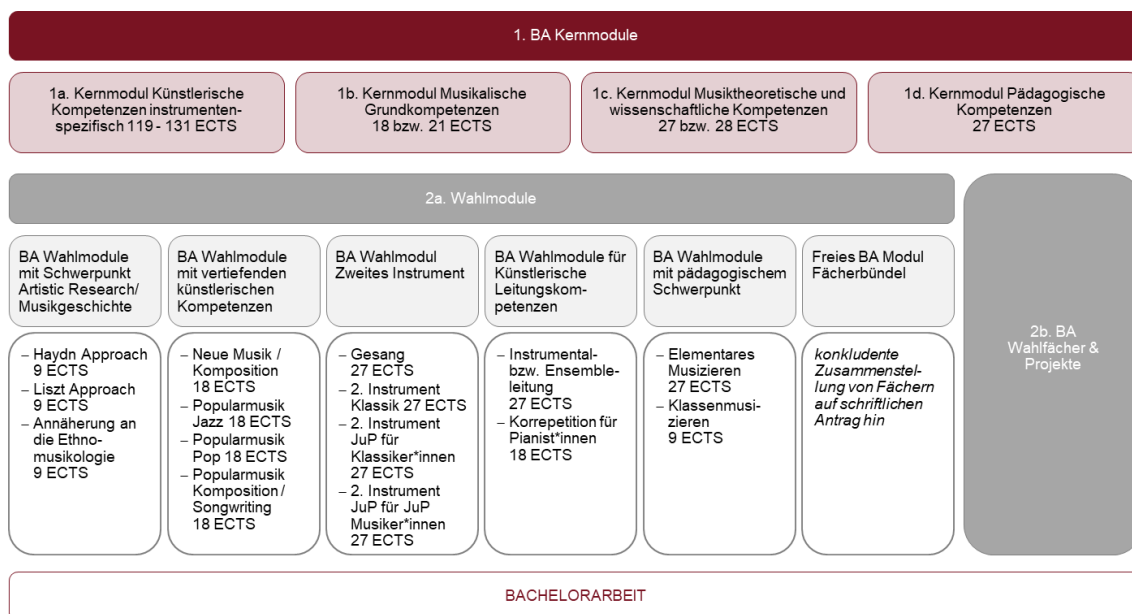 1. BA Kernmodule
1a. Kernmodul Künstlerische
Kompetenzen instrumenten-
spezifisch 119 - 131 ECTS
1b. Kernmodul Musikalische
Grundkompetenzen
18 bzw. 21 ECTS
1c. Kernmodul Musiktheoretische und
wissenschaftliche Kompetenzen
27 bzw. 28 ECTS
1d. Kernmodul Pädagogische
Kompetenzen
27 ECTS
2a. Wahlmodule
BA Wahlmodule
mit Schwerpunkt
Artistic Research/
Musikgeschichte
BA Wahlmodule
mit vertiefenden
künstlerischen
Kompetenzen
BA Wahlmodul
Zweites Instrument
BA Wahlmodule für
Künstlerische
Leitungskom-
petenzen
BA Wahlmodule
mit pädagogischem
Schwerpunkt
Freies BA Modul
Fächerbündel
– Haydn Approach
9 ECTS
– Liszt Approach
9 ECTS
– Annäherung an
die Ethno-
musikologie
9 ECTS
– Neue Musik /
Komposition
18 ECTS
– Popularmusik
Jazz 18 ECTS
– Popularmusik
Pop 18 ECTS
– Popularmusik
Komposition /
Songwriting
18 ECTS
– Gesang
27 ECTS
– 2. Instrument
Klassik 27 ECTS
– 2. Instrument
JuP für
Klassiker*innen
27 ECTS
– 2. Instrument
JuP für JuP
Musiker*innen
27 ECTS
– Instrumental-
bzw. Ensemble-
leitung
27 ECTS
– Korrepetition für
Pianist*innen
18 ECTS
– Elementares
Musizieren
27 ECTS
– Klassenmusi-
zieren
9 ECTS
konkludente
Zusammenstel-
lung von Fächern
auf schriftlichen
Antrag hin
2b. BA
Wahlfächer &
Projekte
BACHELORARBEIT